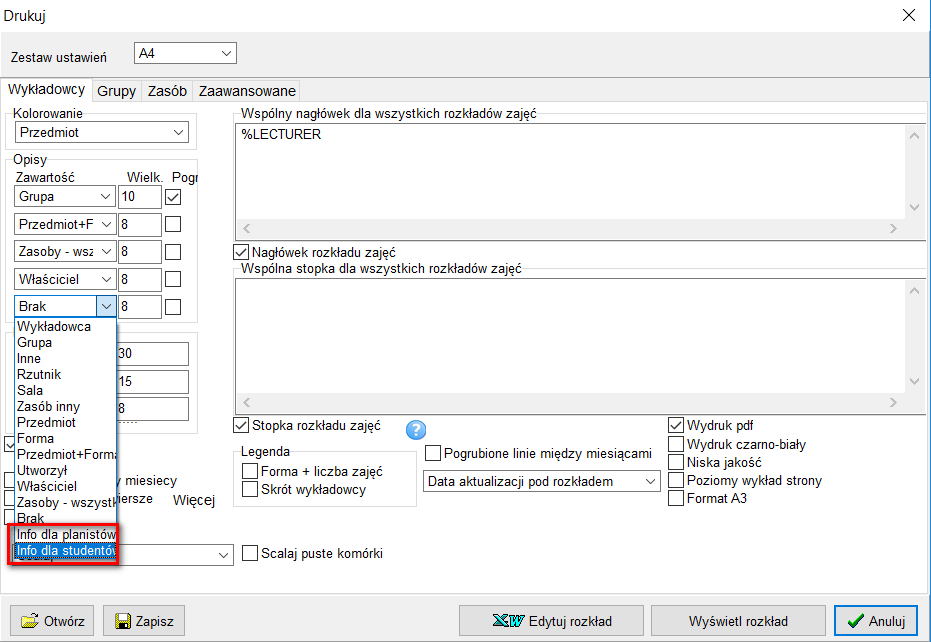 Drukuj
Zestaw ustawień
A4
Wykładowcy
Grupy
Zasób
Zaawansowane
Kolorowanie
Przedmiot
Opisy
Zawartość
Wielk.
Pogr
Grupa
10
Przedmiot+F
8
Zasoby - wsz
8
Właściciel
8
Brak
8
Wykładowca
Grupa
Inne
Rzutnik
Sala
Zasób inny
Przedmiot
Forma
Przedmiot+Forma
Utworzył
Właściciel
Zasoby - wszystk
Brak
Info dla planistów
Info dla studentów
30
15
8
y miesiecy
iersze
Więcej
Wspólny nagłówek dla wszystkich rozkładów zajęć
%LECTURER
Nagłówek rozkładu zajęć
Wspólna stopka dla wszystkich rozkładów zajęć
Stopka rozkładu zajęć
?
Legenda
Forma + liczba zajęć
Skrót wykładowcy
Pogrubione linie między miesiącami
Data aktualizacji pod rozkładem
Wydruk pdf
Wydruk czarno-biały
Niska jakość
Poziomy wykład strony
Format A3
Scalaj puste komórki
Otwórz
Zapisz
Edytuj rozkład
Wyświetl rozkład
Anuluj